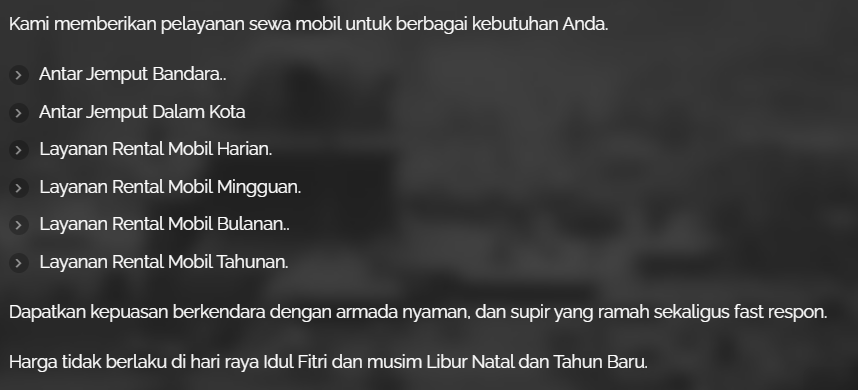 Kami memberikan pelayanan sewa mobil untuk berbagai kebutuhan Anda.
Antar Jemput Bandara..
Antar Jemput Dalam Kota
Layanan Rental Mobil Harian.
Layanan Rental Mobil Mingguan.
Layanan Rental Mobil Bulanan..
Layanan Rental Mobil Tahunan.
Dapatkan kepuasan berkendara dengan armada nyaman, dan supir yang ramah sekaligus fast respon.
Harga tidak berlaku di hari raya Idul Fitri dan musim Libur Natal dan Tahun Baru.